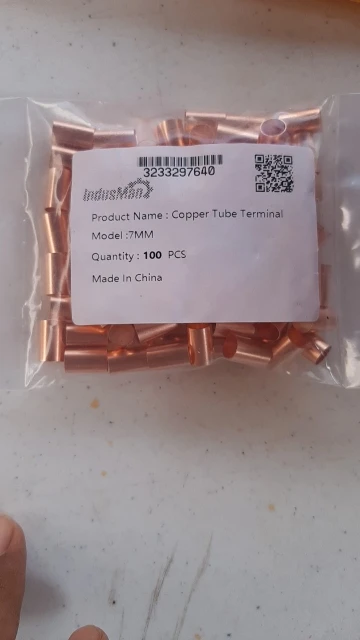 3233297640
IndusMan
Product Name : Copper Tube Terminal
Model :7MM
Quantity : 100 PCS
Made In China